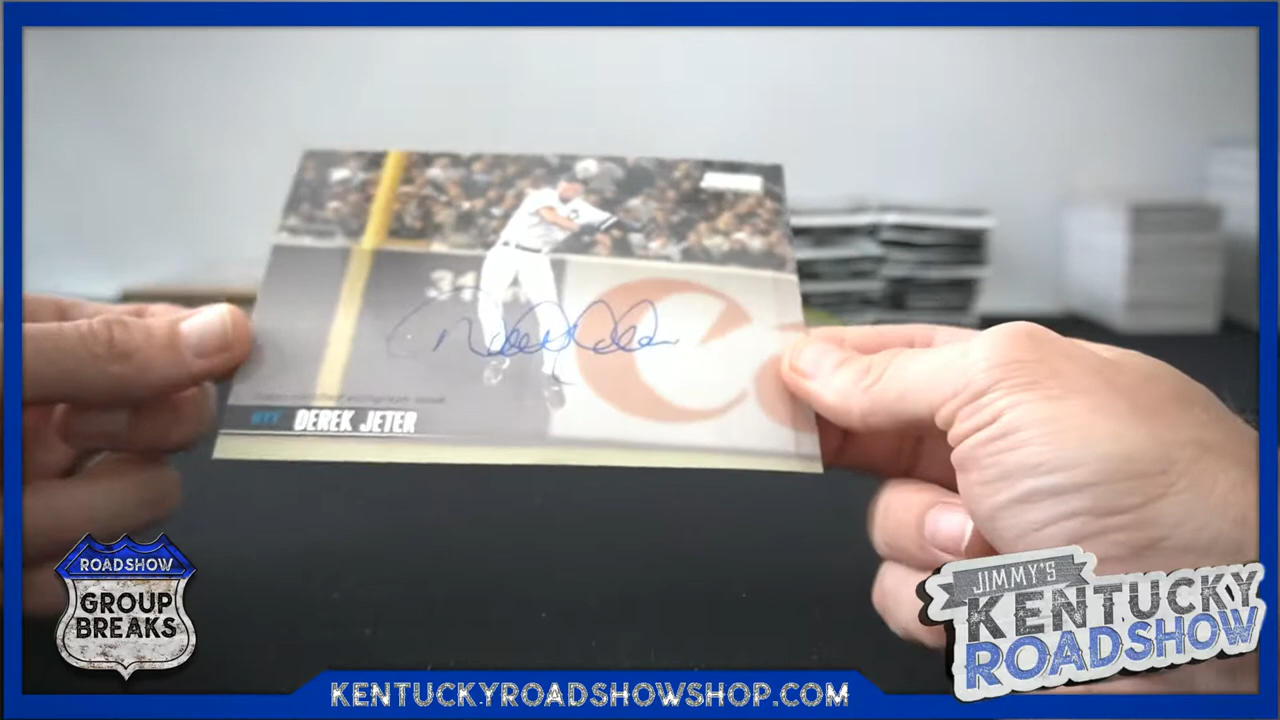 NYY DEREK JETER
ROADSHOW
GROUP
BREAKS
JIMMY'S
KENTUCKY
ROADSHOW
KENTUCKYROADSHOWSHOP.COM